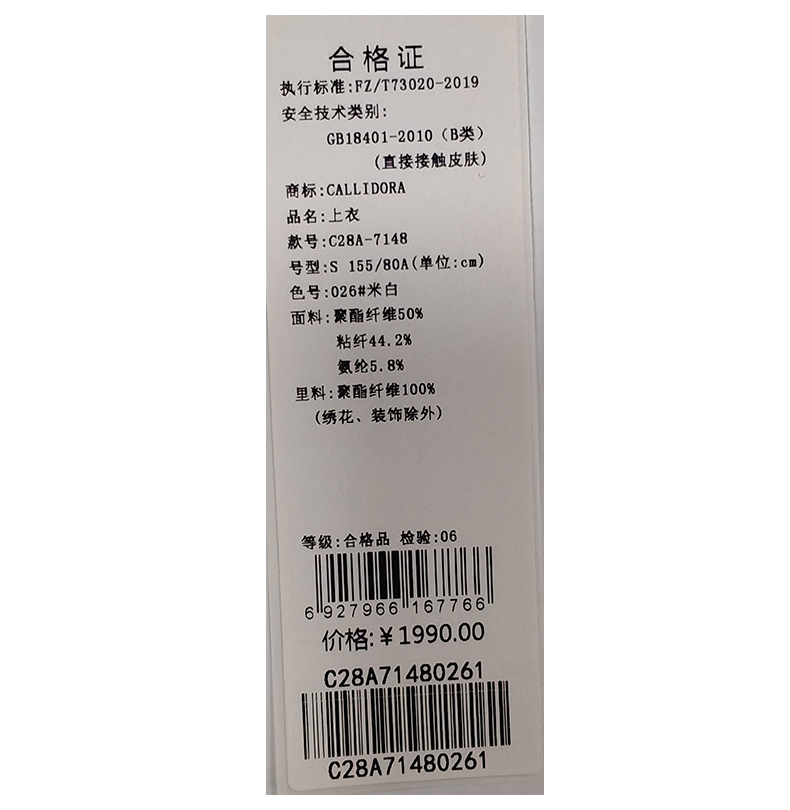 合格证
执行标准:FZ/T73020-2019
安全技术类别:
GB18401-2010（B类）
(直接接触皮肤)
商标:CALLIDORA
品名:上衣
款号:C28A-7148
号型:S 155/80A(单位:cm)
色号:026#米白
面料:聚酯纤维50%
粘纤44.2%
氨纶5.8%
里料:聚酯纤维100%
(绣花、装饰除外)
等级:合格品 检验:06
6 927966 167766
价格:￥1990.00
C28A71480261
C28A71480261